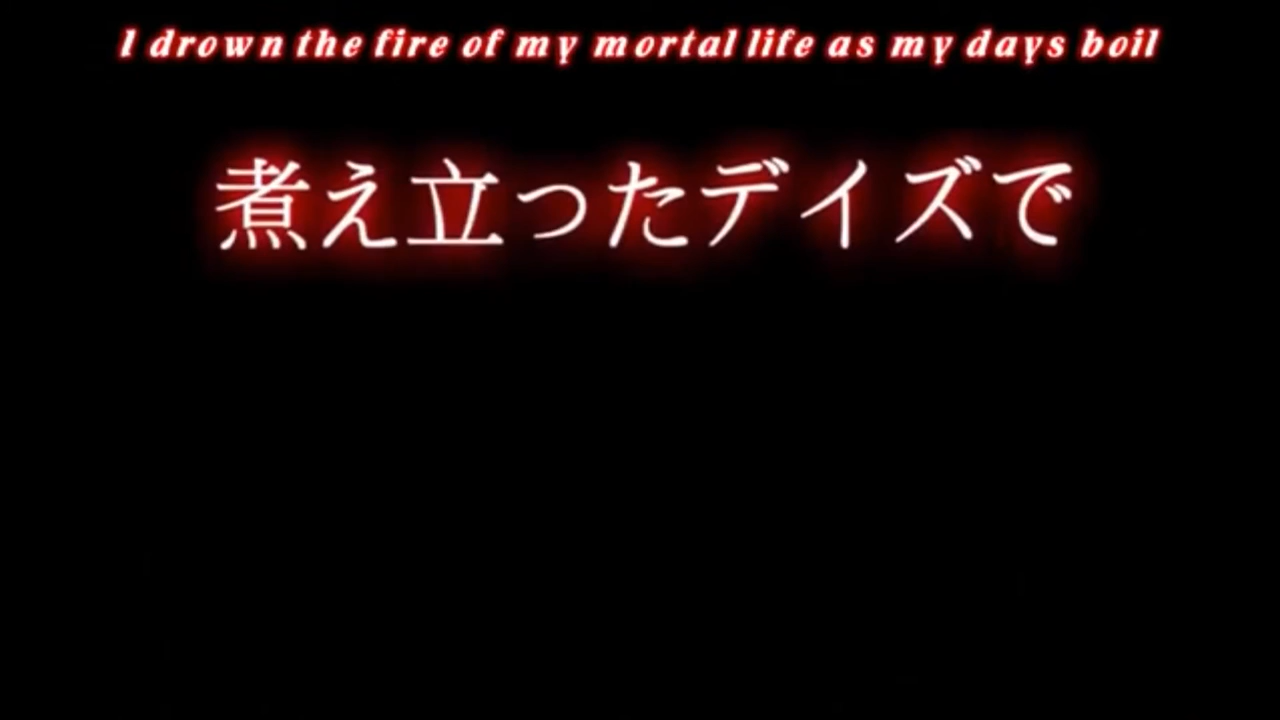 I drown the fire of my mortal life as my days boil
煮え立ったデイズで